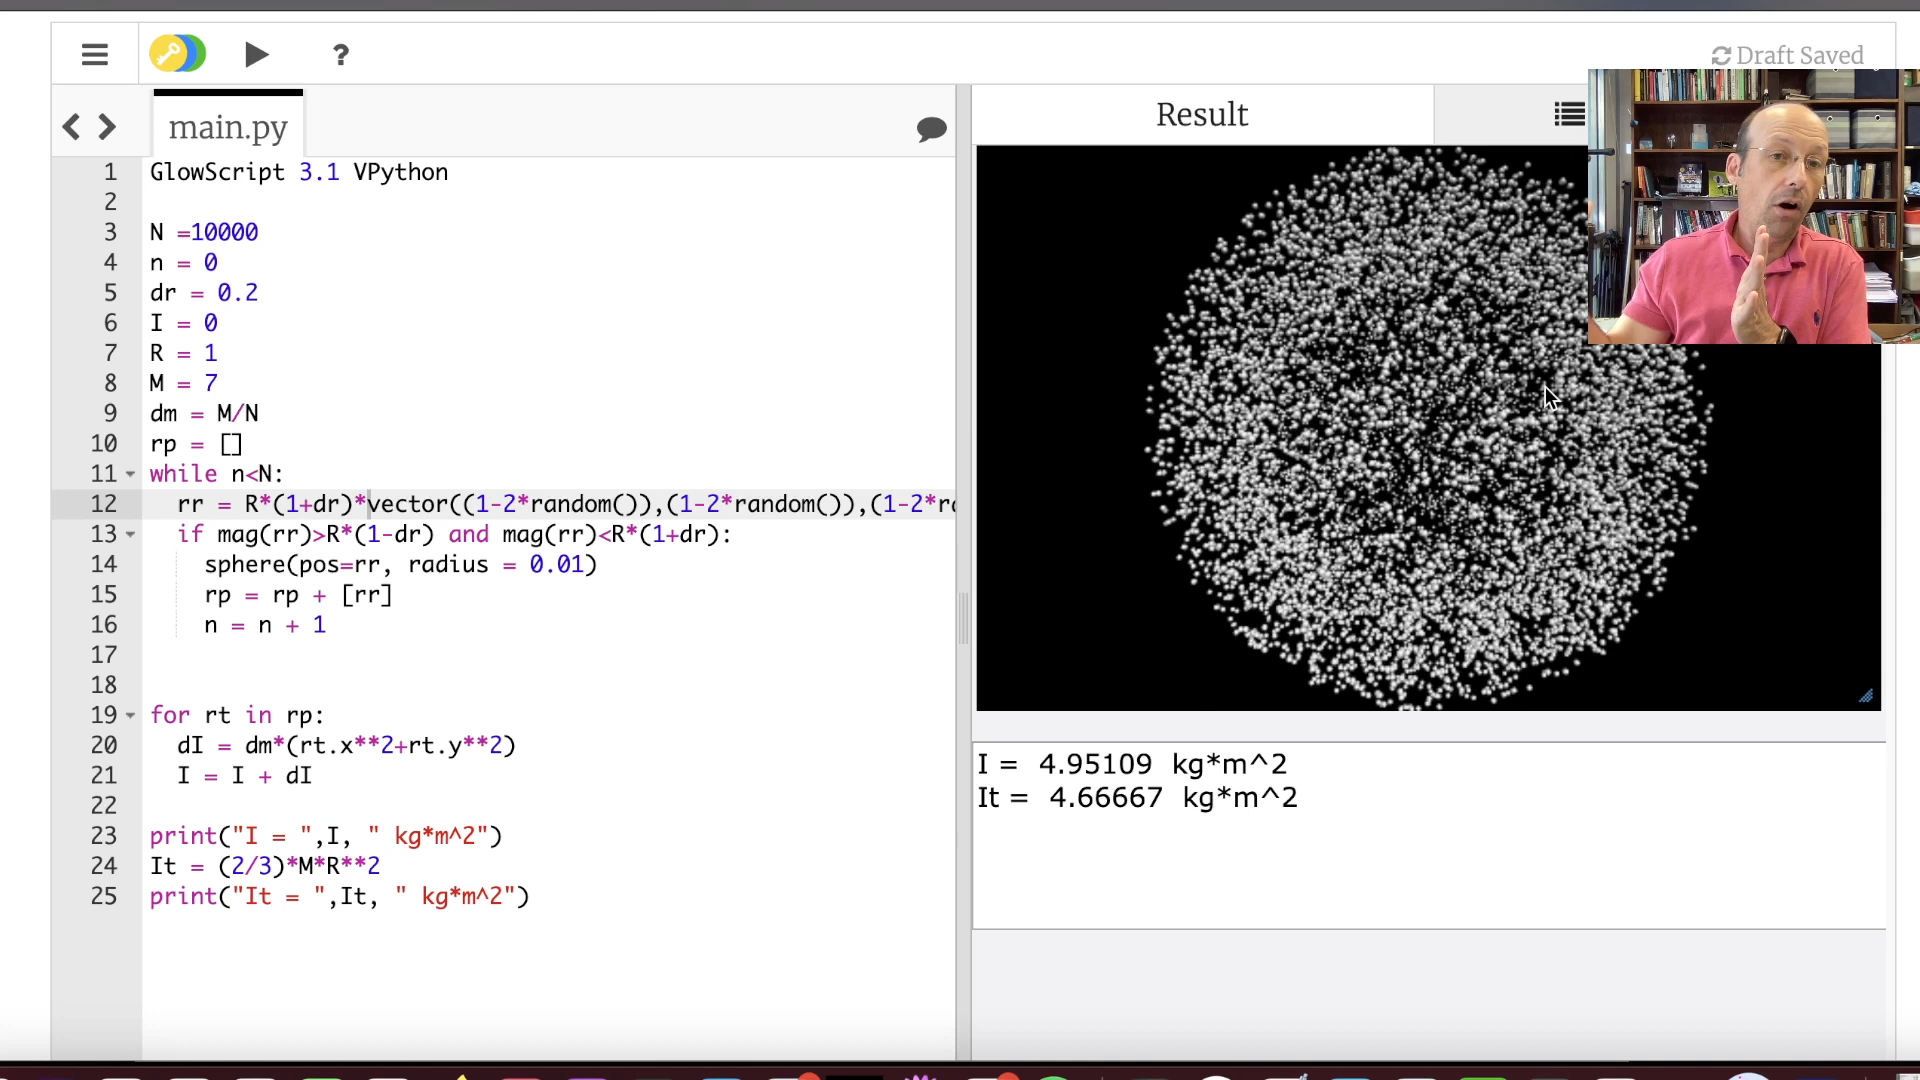 ?
Draft Saved
main.py
Result
1 GlowScript 3.1 VPython
2
3 N =10000
4 n = 0
5 dr = 0.2
6 I = 0
7 R = 1
8 M = 7
9 dm = M/N
10 rp = []
11 while n<N:
12 rr = R*(1+dr)*vector((1-2*random()),(1-2*random()),(1-2*r
13 if mag(rr)>R*(1-dr) and mag(rr)<R*(1+dr):
14 sphere(pos=rr, radius = 0.01)
15 rp = rp + [rr]
16 n = n + 1
17
18
19 for rt in rp:
20 dI = dm*(rt.x**2+rt.y**2)
21 I = I + dI
22
23 print("I = ",I, " kg*m^2")
24 It = (2/3)*M*R**2
25 print("It = ",It, " kg*m^2")
I = 4.95109 kg*m^2
It = 4.66667 kg*m^2